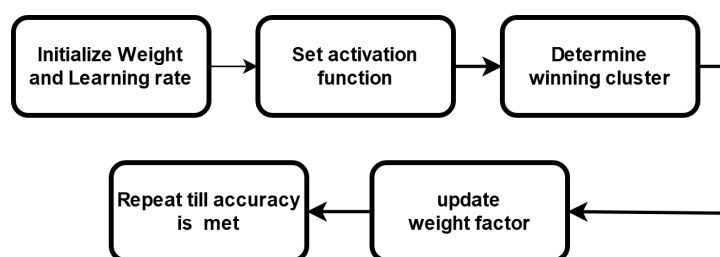 Initialize Weight
and Learning rate
Set activation
function
Determine
winning cluster
update
weight factor
Repeat till accuracy
is met